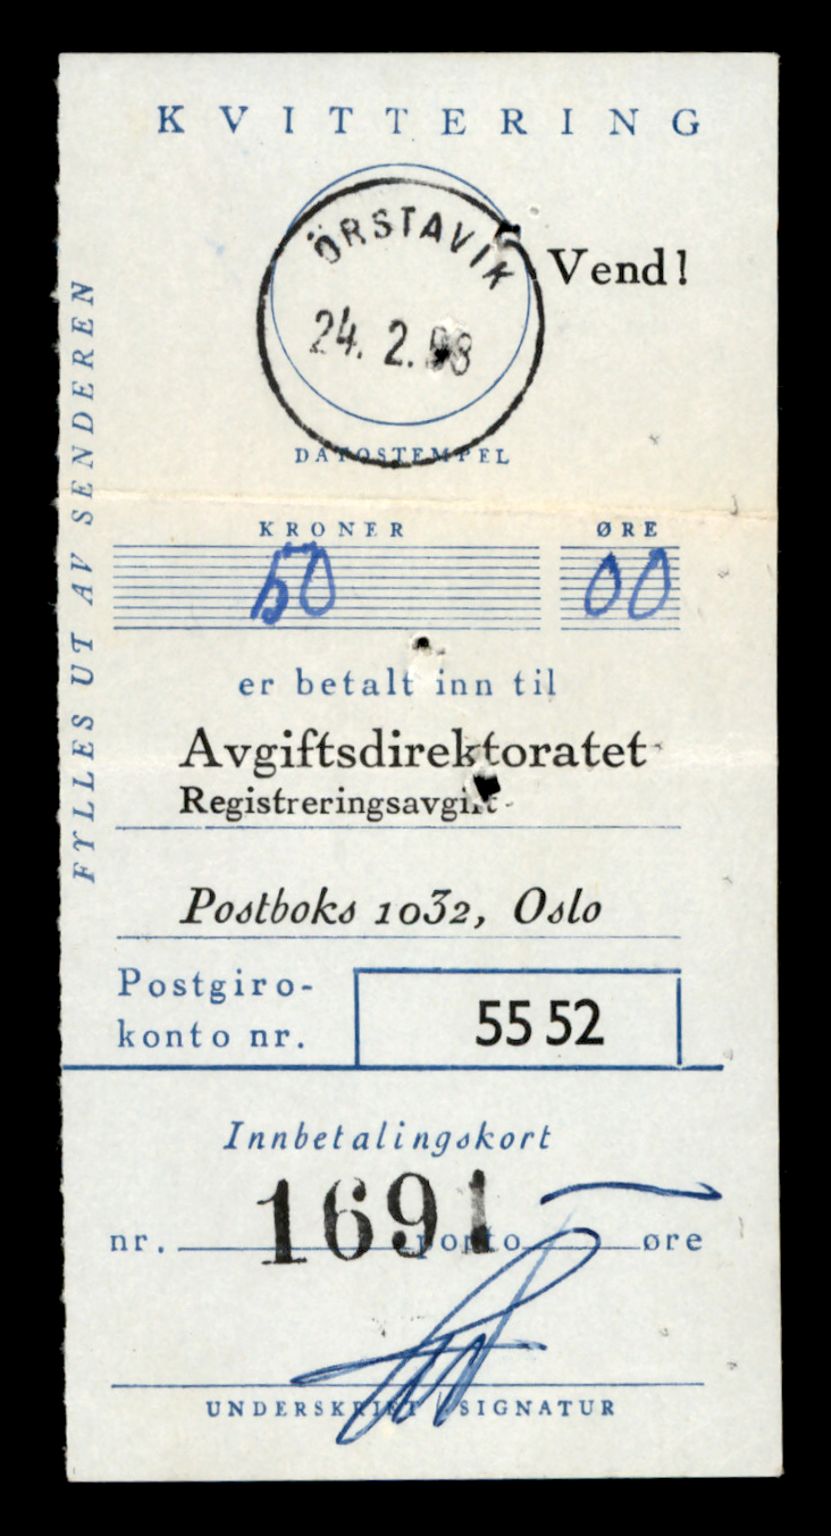 KVITTERING
ÖRSTAVIK
Vend!
24. 2.
DATOSTEMPEL
FYLLES UT AV SENDEREN
KRONER ØRE
50 00
er betalt inn til
Avgiftsdirektoratet
Registreringsavgift
Postboks 1032, Oslo
Postgiro-
konto nr.
55 52
Innbetalingskort
nr. 1691 porto øre
UNDERSKRIFT / SIGNATUR